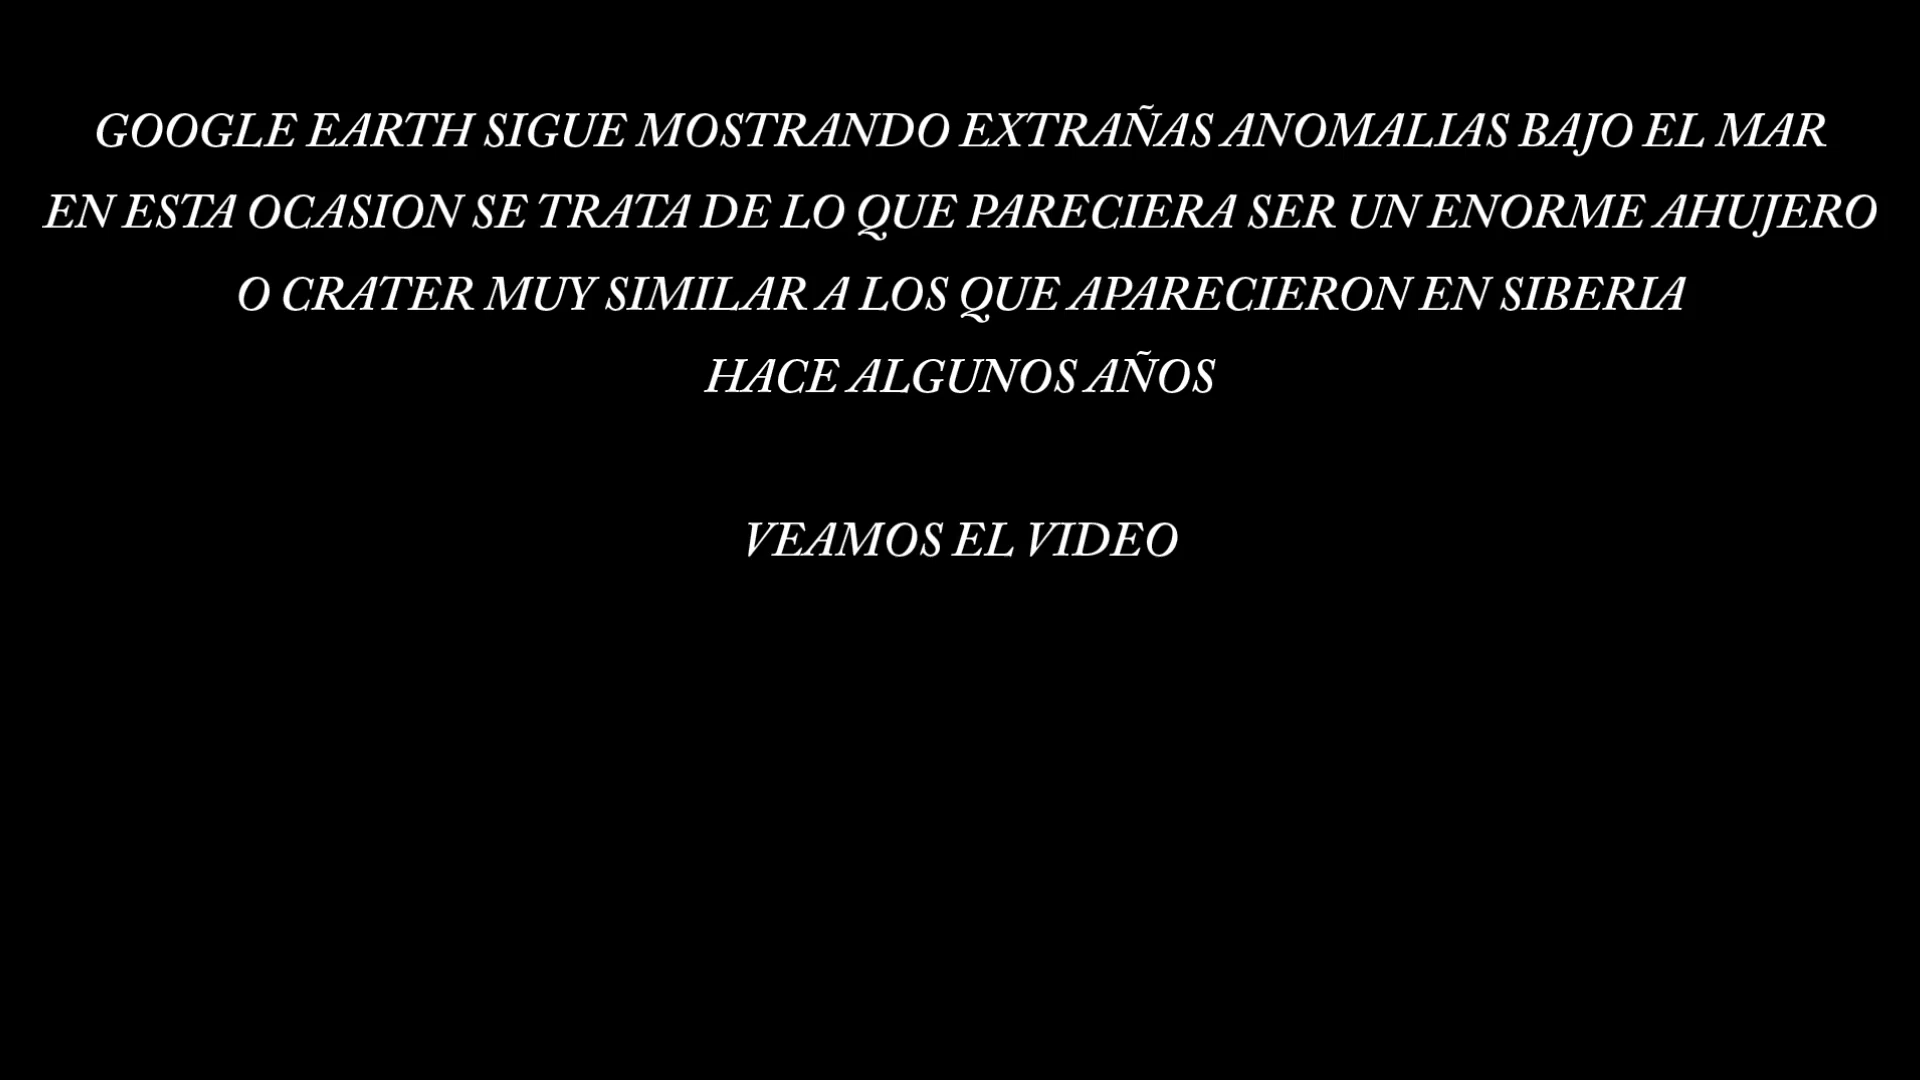 GOOGLE EARTH SIGUE MOSTRANDO EXTRAÑAS ANOMALIAS BAJO EL MAR
EN ESTA OCASION SE TRATA DE LO QUE PARECIERA SER UN ENORME AHUJERO
O CRATER MUY SIMILAR A LOS QUE APARECIERON EN SIBERIA
HACE ALGUNOS AÑOS
VEAMOS EL VIDEO